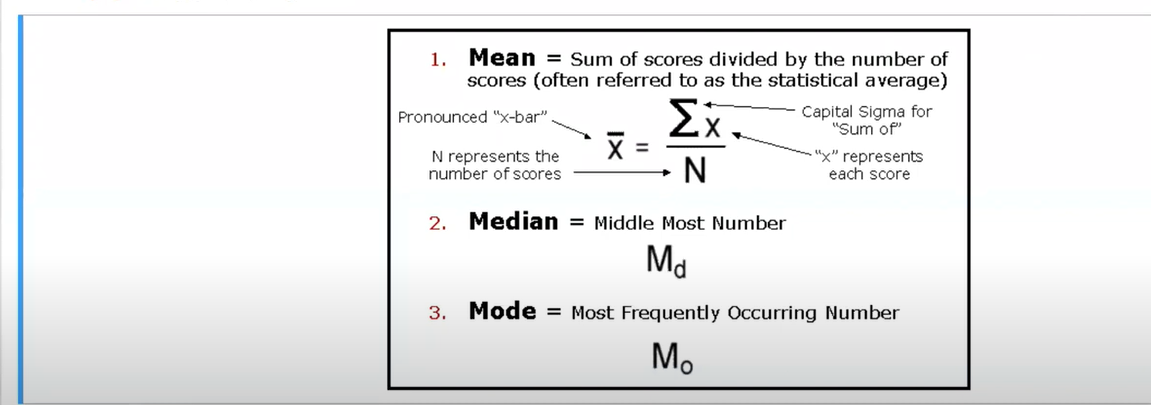 1. Mean = Sum of scores divided by the number of
scores (often referred to as the statistical average)
Pronounced "x-bar"
N represents the
number of scores
x̄ = Σx / N
Capital Sigma for
"Sum of"
"x" represents
each score
2. Median = Middle Most Number
Md
3. Mode = Most Frequently Occurring Number
Mo